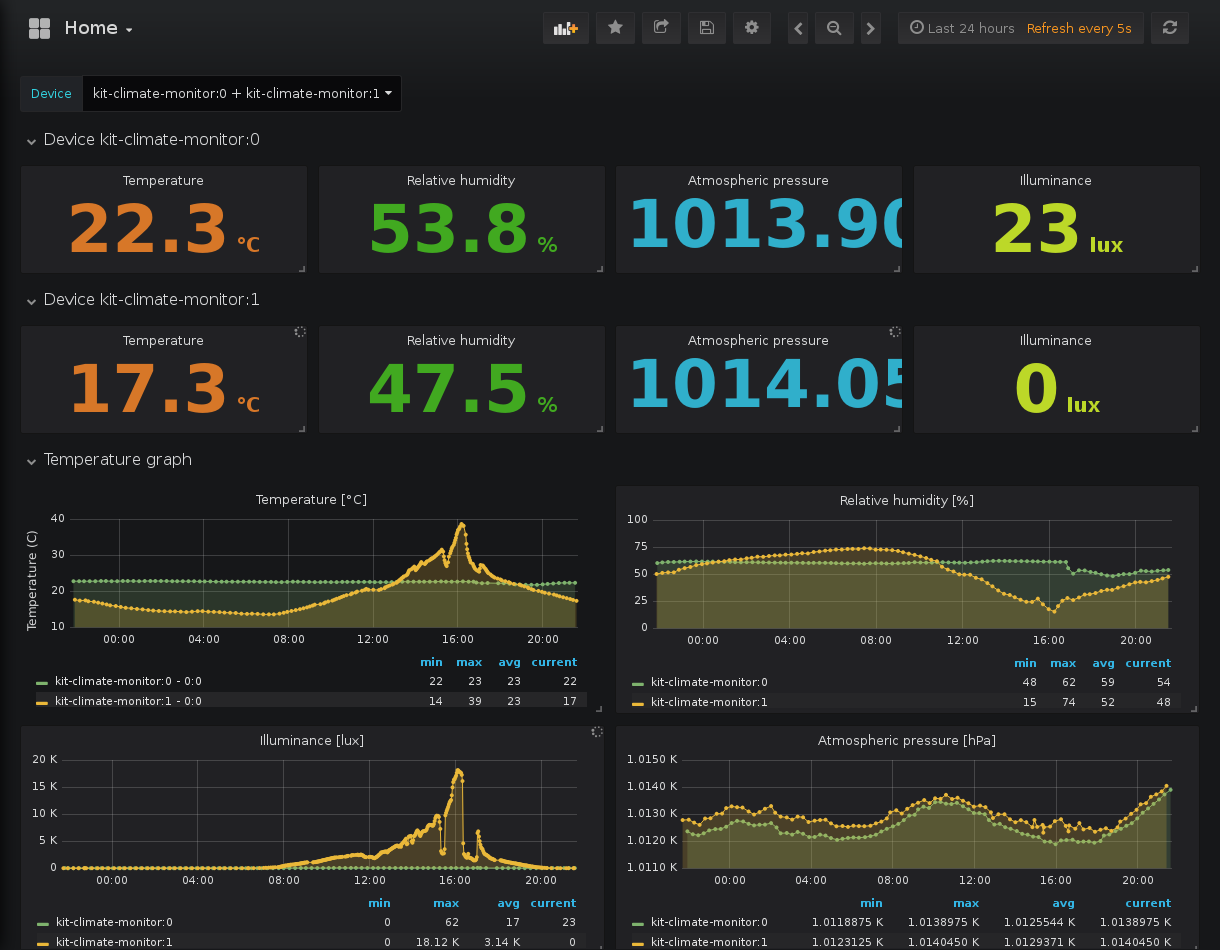 Home
Last 24 hours Refresh every 5s
Device kit-climate-monitor:0 + kit-climate-monitor:1
Device kit-climate-monitor:0
Temperature Relative humidity Atmospheric pressure Illuminance
22.3 °C 53.8 % 1013.90 23 lux
Device kit-climate-monitor:1
Temperature Relative humidity Atmospheric pressure Illuminance
17.3 °C 47.5 % 1014.05 0 lux
Temperature graph
Temperature [°C]
Temperature (C)
40
30
20
10
00:00 04:00 08:00 12:00 16:00 20:00
min max avg current
kit-climate-monitor:0 - 0:0 22 23 23 22
kit-climate-monitor:1 - 0:0 14 39 23 17
Relative humidity [%]
100
75
50
25
0
00:00 04:00 08:00 12:00 16:00 20:00
min max avg current
kit-climate-monitor:0 48 62 59 54
kit-climate-monitor:1 15 74 52 48
Illuminance [lux]
20 K
15 K
10 K
5 K
0
00:00 04:00 08:00 12:00 16:00 20:00
min max avg current
kit-climate-monitor:0 0 62 17 23
kit-climate-monitor:1 0 18.12 K 3.14 K 0
Atmospheric pressure [hPa]
1.0150 K
1.0140 K
1.0130 K
1.0120 K
1.0110 K
00:00 04:00 08:00 12:00 16:00 20:00
min max avg current
kit-climate-monitor:0 1.0118875 K 1.0138975 K 1.0125544 K 1.0138975 K
kit-climate-monitor:1 1.0123125 K 1.0140450 K 1.0129371 K 1.0140450 K